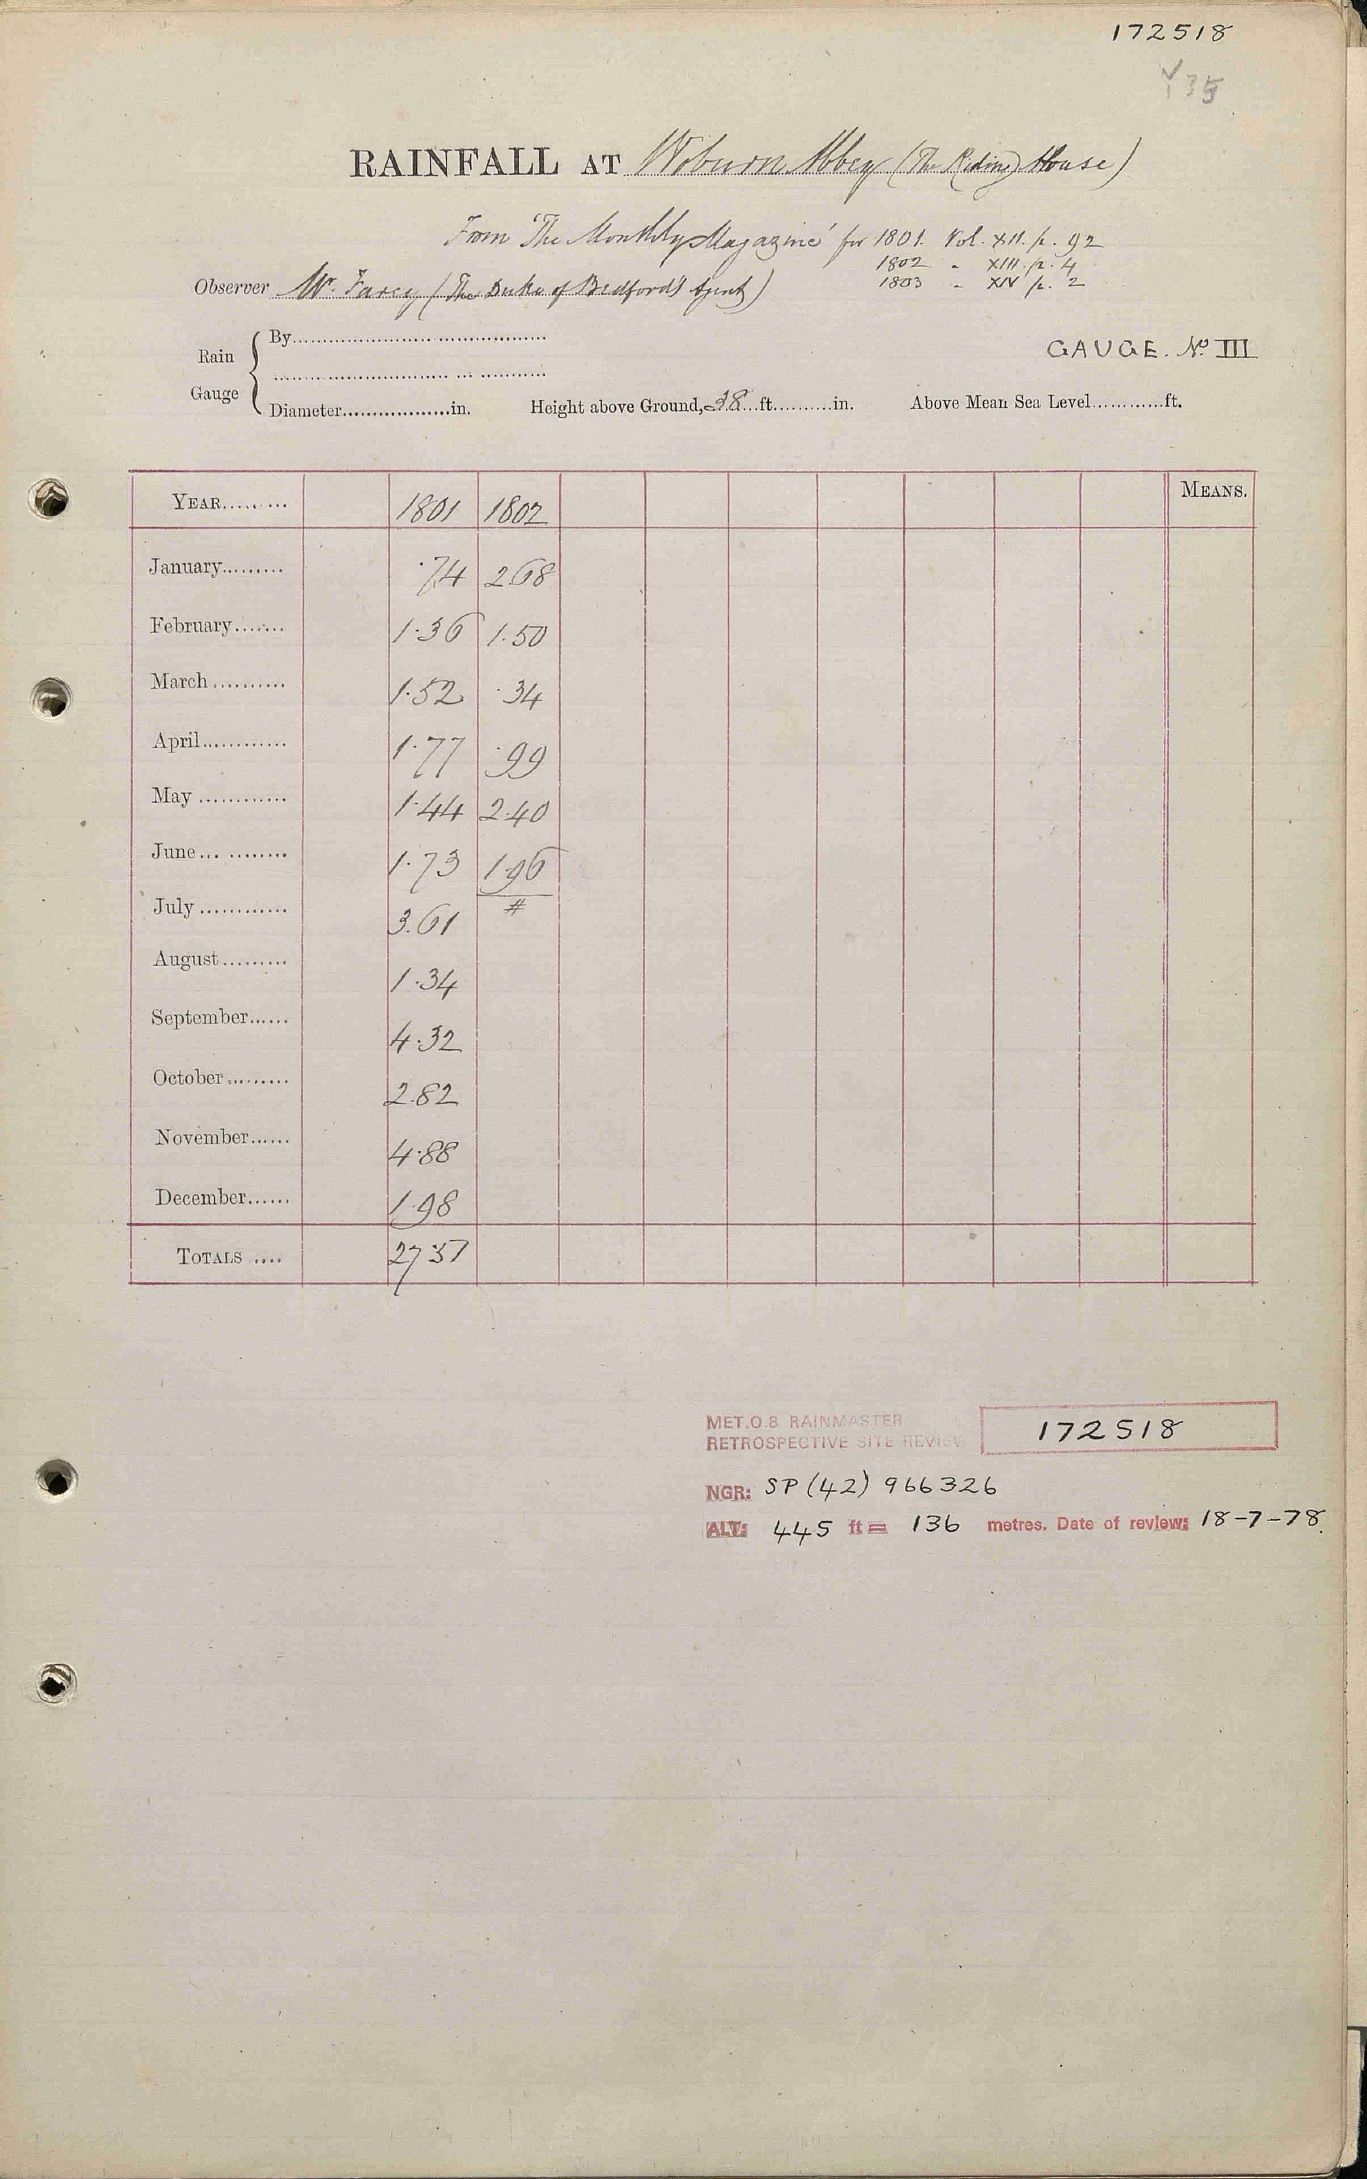 172518
Y35
RAINFALL AT Woburn Abbey (The Riding House)
From 'The Monthly Magazine' for 1801. Vol. XII. p. 92
1802 " XIII. p. 4
1803 " XIV p. 2
Observer Mr. Farey (The Duke of Bedford's Agent)
Rain Gauge { By
GAUGE. No III
Diameter in. Height above Ground, 38 ft. in. Above Mean Sea Level ft.
YEAR 1801 1802 MEANS.
January .74 2.68
February 1.36 1.50
March 1.52 .34
April 1.77 .99
May 1.44 2.40
June 1.73 1.96
July 3.61 #
August 1.34
September 4.32
October 2.82
November 4.88
December 1.98
TOTALS 27 51
MET.O.8 RAINMASTER
RETROSPECTIVE SITE REVIEW 172518
NGR: SP (42) 966326
ALT: 445 ft = 136 metres. Date of review: 18-7-78.